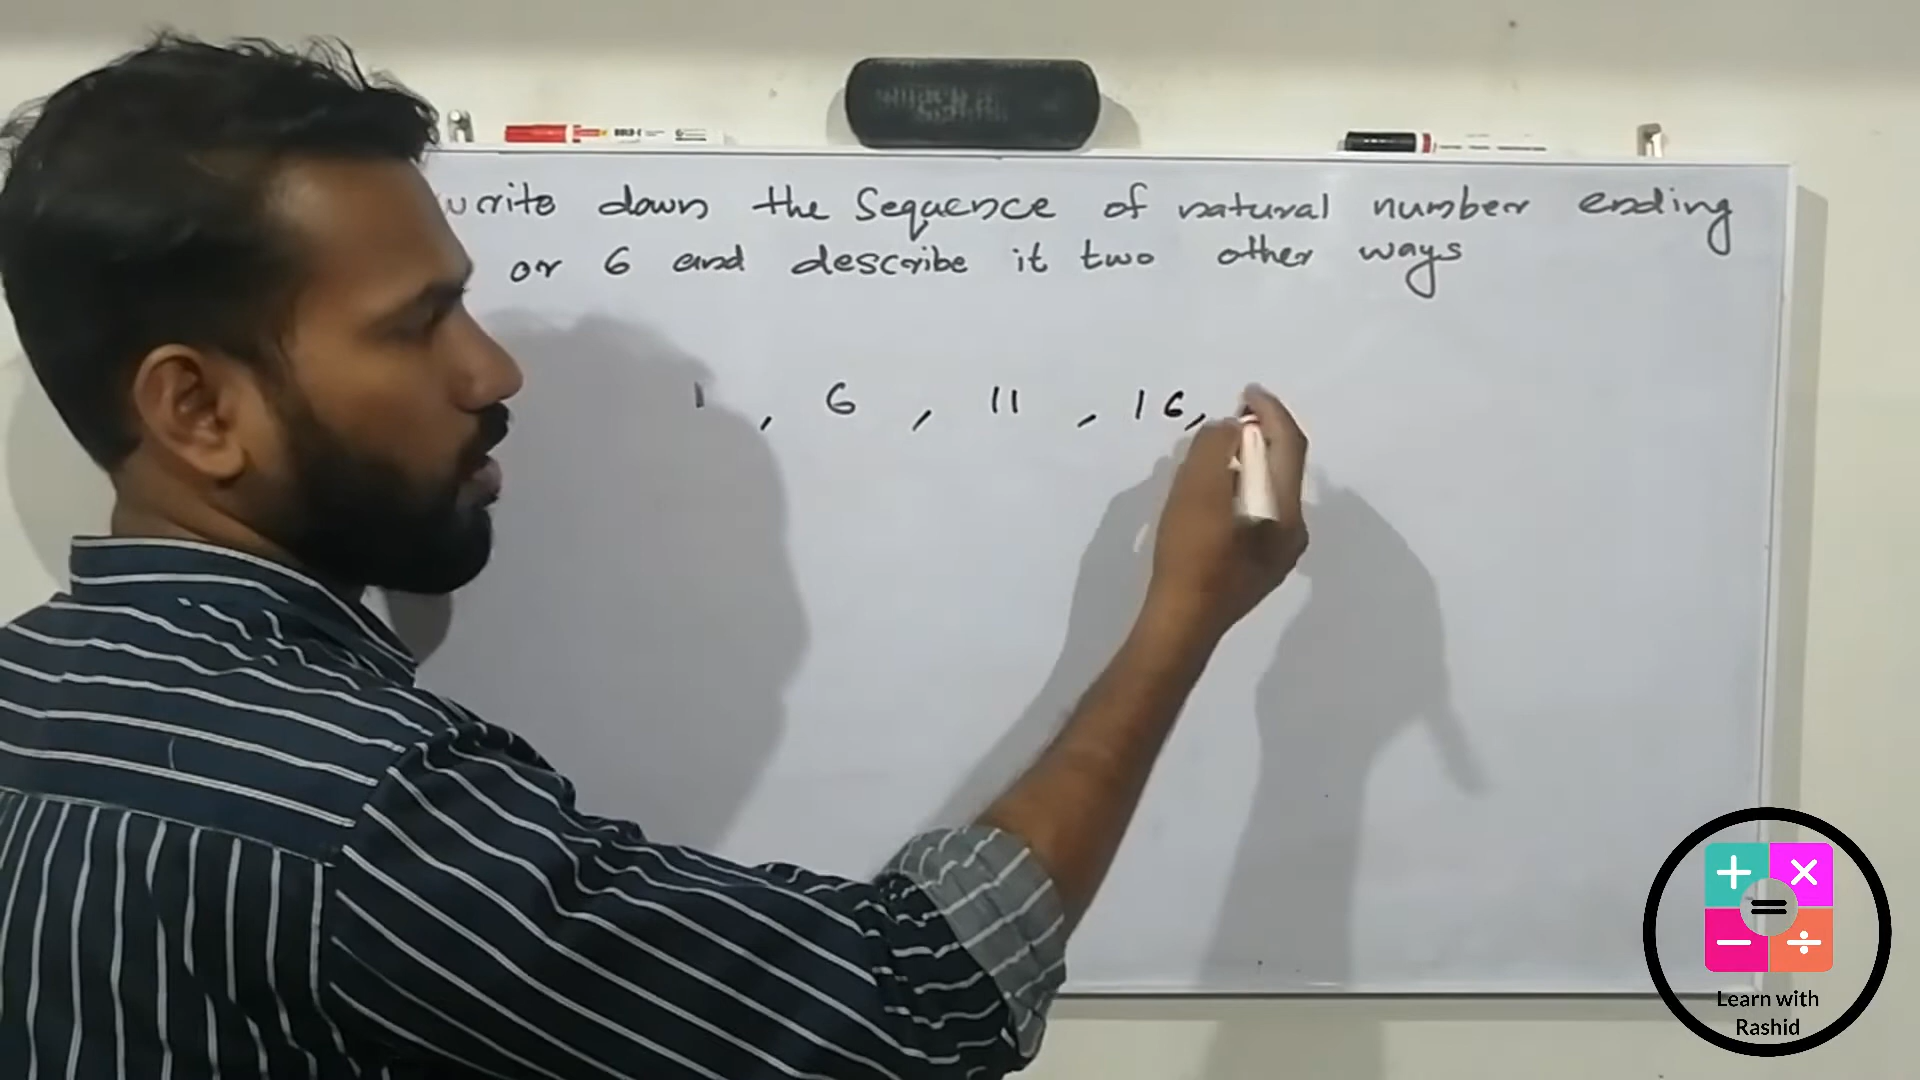 write down the Sequence of natural number ending
or 6 and describe it two other ways
1 , 6 , 11 , 16,
Learn with
Rashid